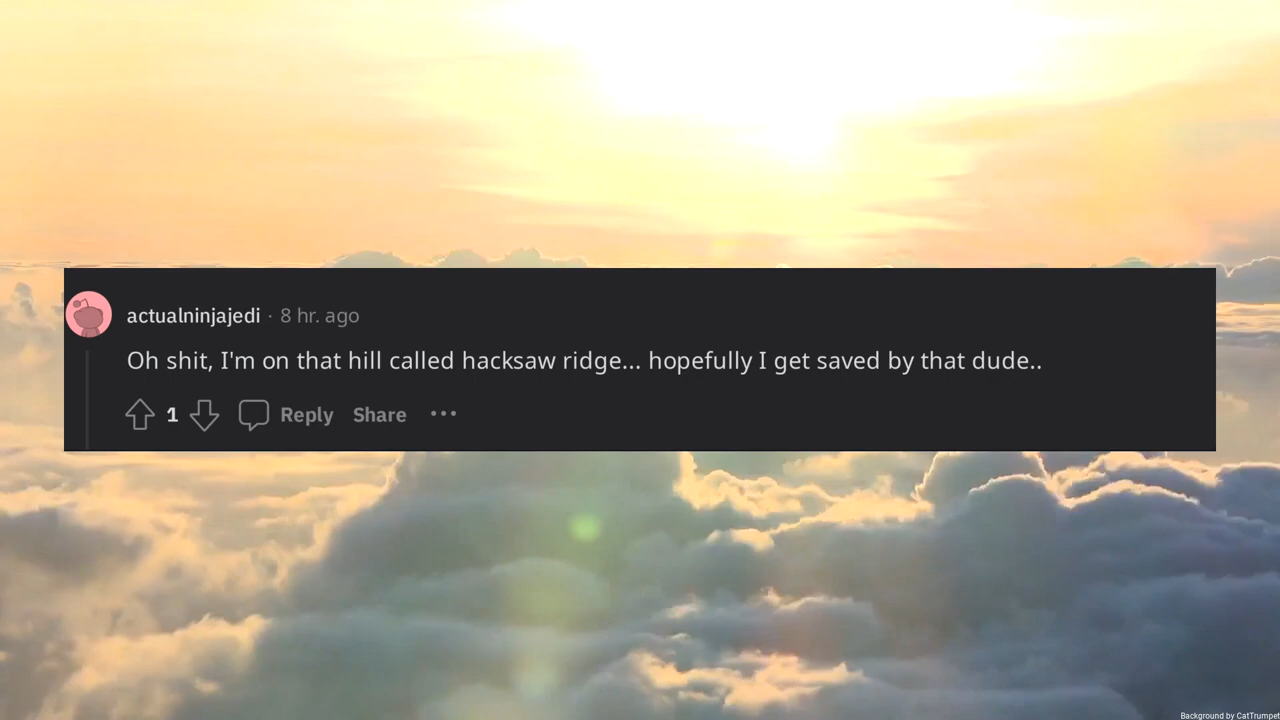 actualninjajedi · 8 hr. ago
Oh shit, I'm on that hill called hacksaw ridge... hopefully I get saved by that dude..
1 Reply Share ...
Background by CatTrumpet